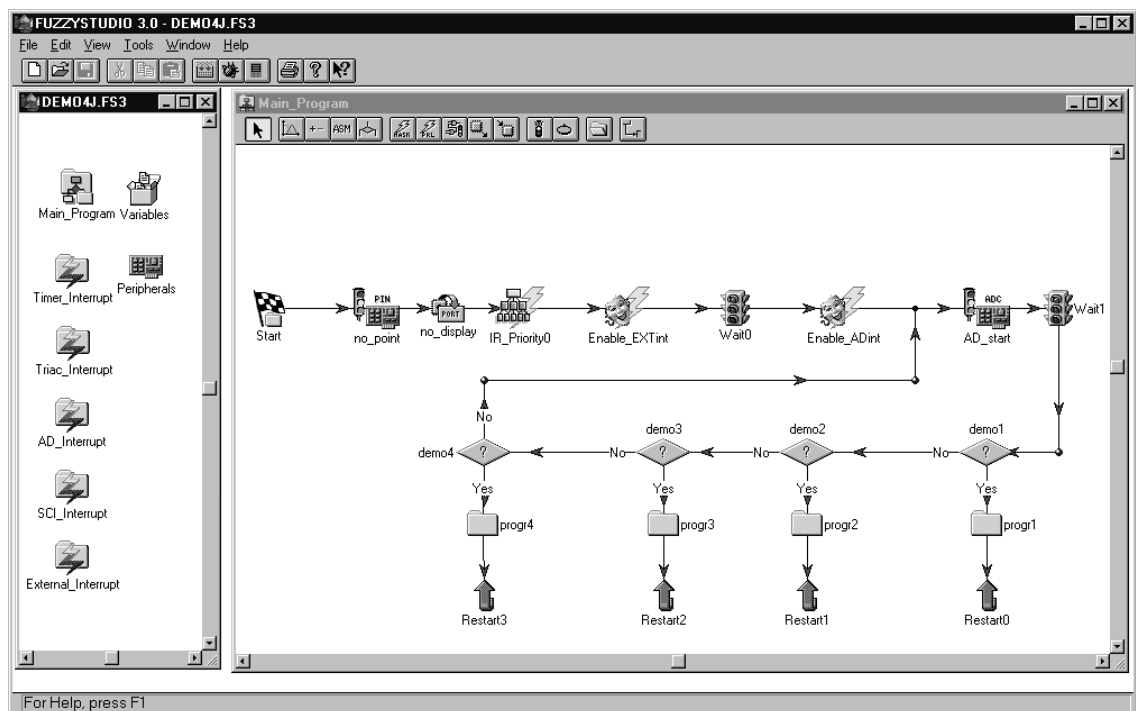 FUZZYSTUDIO 3.0 - DEMO4J.FS3
File Edit View Tools Window Help
DEMO4J.FS3
Main_Program
Variables
Timer_Interrupt
Peripherals
Triac_Interrupt
AD_Interrupt
SCI_Interrupt
External_Interrupt
Main_Program
ASM
MASK
PIN
PORT
ADC
Start
no_point
no_display
IR_Priority0
Enable_EXTint
Wait0
Enable_ADint
AD_start
Wait1
No
demo4
?
No
demo3
?
No
demo2
?
No
demo1
?
Yes
Yes
Yes
Yes
progr4
progr3
progr2
progr1
Restart3
Restart2
Restart1
Restart0
For Help, press F1